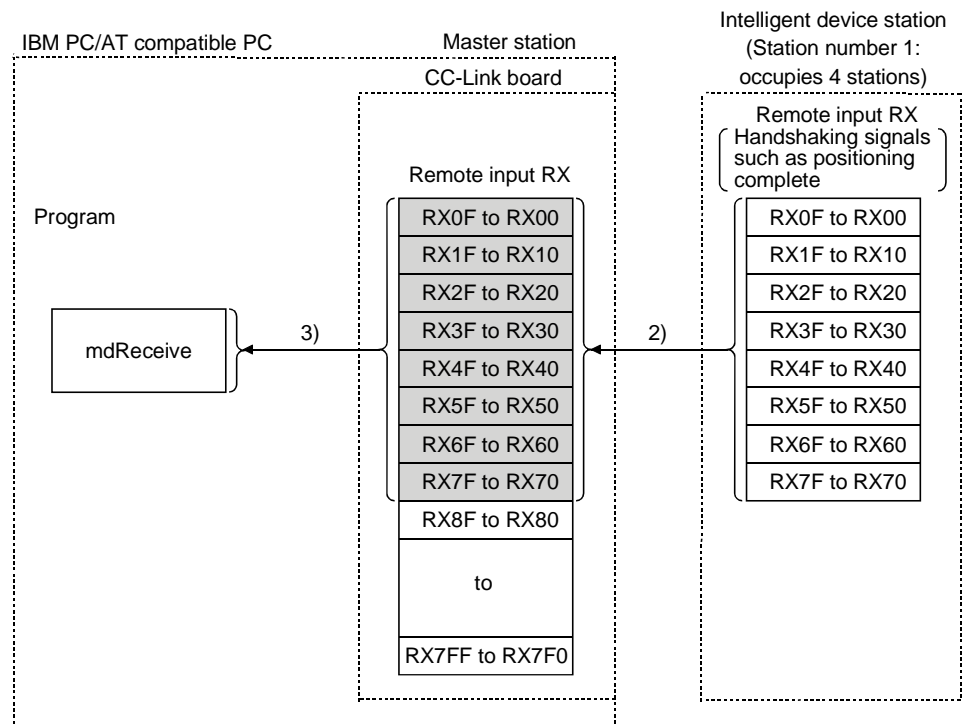 IBM PC/AT compatible PC
Master station
CC-Link board
Intelligent device station
(Station number 1:
occupies 4 stations)
Remote input RX
Handshaking signals
such as positioning
complete
Remote input RX
Program
mdReceive
3)
2)
RX0F to RX00
RX1F to RX10
RX2F to RX20
RX3F to RX30
RX4F to RX40
RX5F to RX50
RX6F to RX60
RX7F to RX70
RX8F to RX80
to
RX7FF to RX7F0
RX0F to RX00
RX1F to RX10
RX2F to RX20
RX3F to RX30
RX4F to RX40
RX5F to RX50
RX6F to RX60
RX7F to RX70